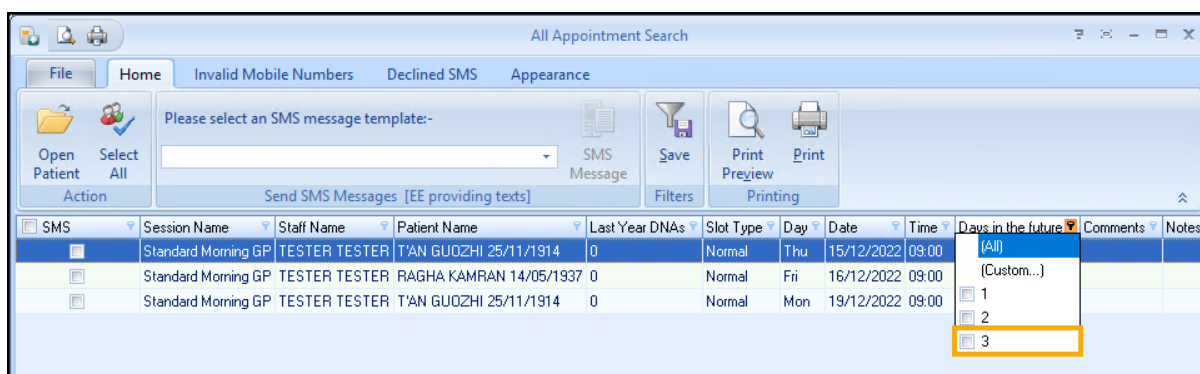 All Appointment Search
File Home Invalid Mobile Numbers Declined SMS Appearance
Please select an SMS message template:-
Open Patient
Select All
SMS Message
Save
Print Preview
Print
Action
Send SMS Messages [EE providing texts]
Filters
Printing
SMS Session Name Staff Name Patient Name Last Year DNAs Slot Type Day Date Time Days in the future Comments Notes
Standard Morning GP TESTER TESTER T'AN GUOZHI 25/11/1914 0 Normal Thu 15/12/2022 09:00
Standard Morning GP TESTER TESTER RAGHA KAMRAN 14/05/1937 0 Normal Fri 16/12/2022 09:00
Standard Morning GP TESTER TESTER T'AN GUOZHI 25/11/1914 0 Normal Mon 19/12/2022 09:00
(All)
(Custom...)
1
2
3